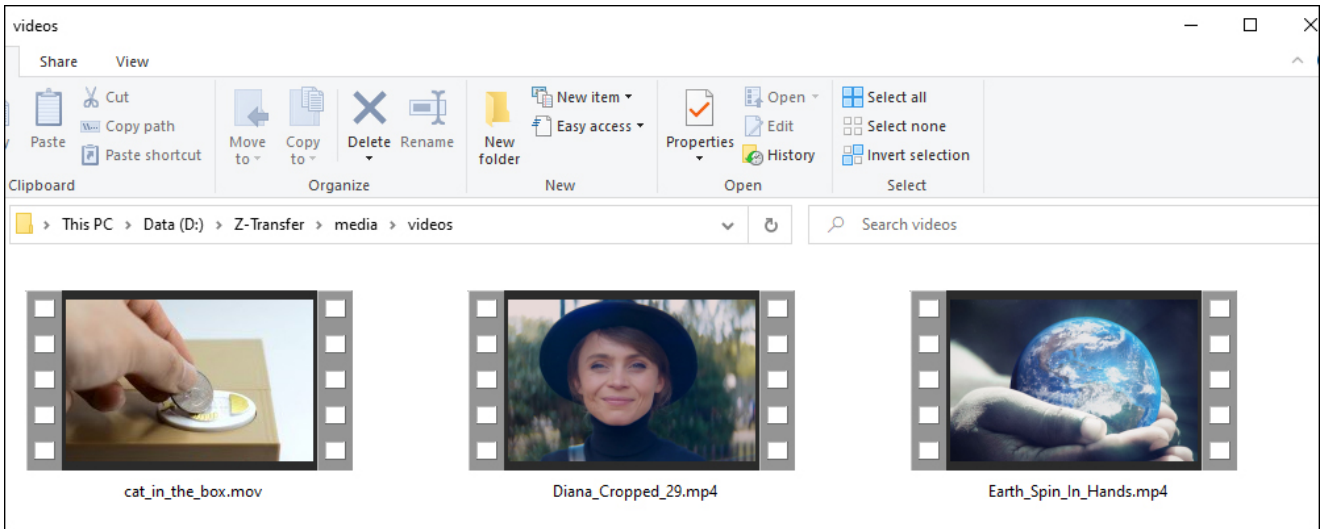 videos
Share View
Cut
Copy path
Paste shortcut
Paste
Clipboard
Move to
Copy to
Delete
Rename
Organize
New folder
New item
Easy access
New
Properties
Open
Edit
History
Open
Select all
Select none
Invert selection
Select
This PC > Data (D:) > Z-Transfer > media > videos
Search videos
cat_in_the_box.mov
Diana_Cropped_29.mp4
Earth_Spin_In_Hands.mp4